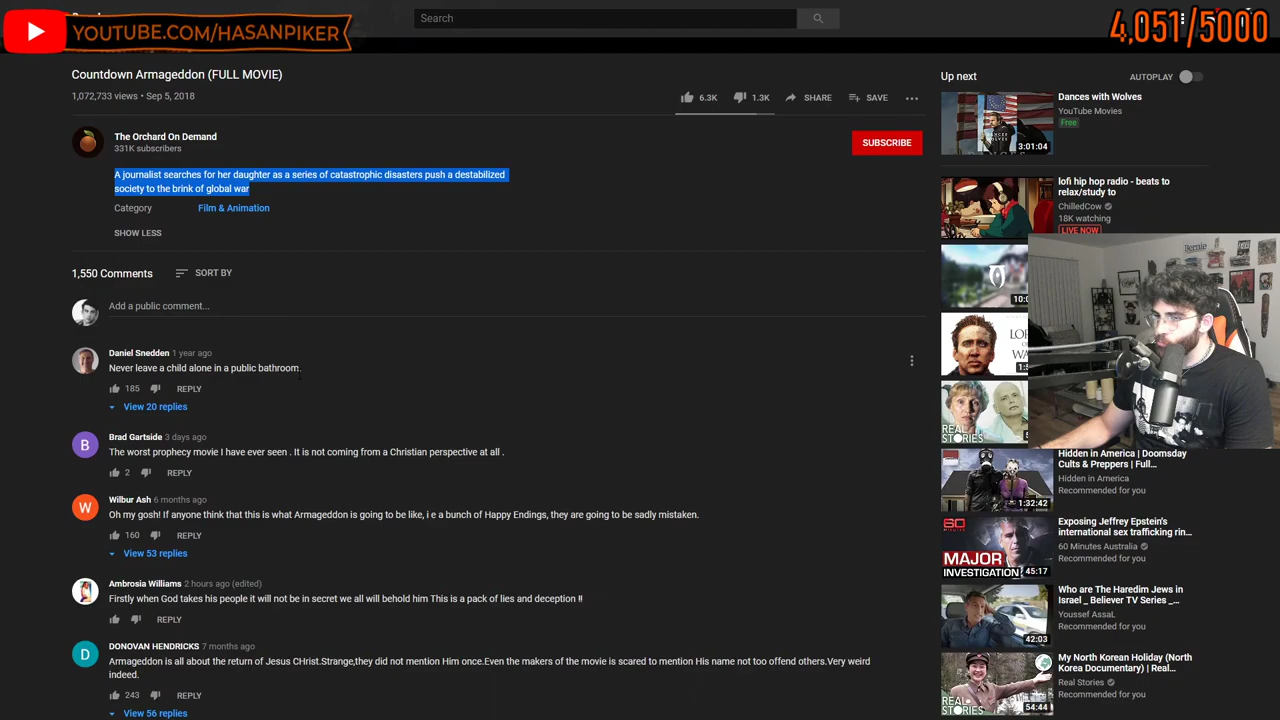 YOUTUBE.COM/HASANPIKER
Search
4,051/5000
Countdown Armageddon (FULL MOVIE)
1,072,733 views • Sep 5, 2018
6.3K
1.3K
SHARE
SAVE
The Orchard On Demand
331K subscribers
SUBSCRIBE
A journalist searches for her daughter as a series of catastrophic disasters push a destabilized
society to the brink of global war
Category Film & Animation
SHOW LESS
1,550 Comments SORT BY
Add a public comment...
Daniel Snedden 1 year ago
Never leave a child alone in a public bathroom.
185 REPLY
View 20 replies
Brad Gartside 3 days ago
The worst prophecy movie I have ever seen . It is not coming from a Christian perspective at all .
2 REPLY
Wilbur Ash 6 months ago
Oh my gosh! If anyone think that this is what Armageddon is going to be like, i e a bunch of Happy Endings, they are going to be sadly mistaken.
160 REPLY
View 53 replies
Ambrosia Williams 2 hours ago (edited)
Firstly when God takes his people it will not be in secret we all will behold him This is a pack of lies and deception !!
REPLY
DONOVAN HENDRICKS 7 months ago
Armageddon is all about the return of Jesus CHrist.Strange,they did not mention Him once.Even the makers of the movie is scared to mention His name not too offend others.Very weird
indeed.
243 REPLY
View 56 replies
Up next
AUTOPLAY
Dances with Wolves
YouTube Movies
Free
3:01:04
lofi hip hop radio - beats to
relax/study to
ChilledCow
18K watching
LIVE NOW
Bernie
REAL
STORIES
Hidden in America | Doomsday
Cults & Preppers | Full...
Hidden in America
Recommended for you
1:32:42
Exposing Jeffrey Epstein's
international sex trafficking rin...
60 Minutes Australia
Recommended for you
60
MAJOR
INVESTIGATION
45:17
Who are The Haredim Jews in
Israel _ Believer TV Series _...
Youssef AssaL
Recommended for you
42:03
My North Korean Holiday (North
Korea Documentary) | Real...
Real Stories
Recommended for you
54:44